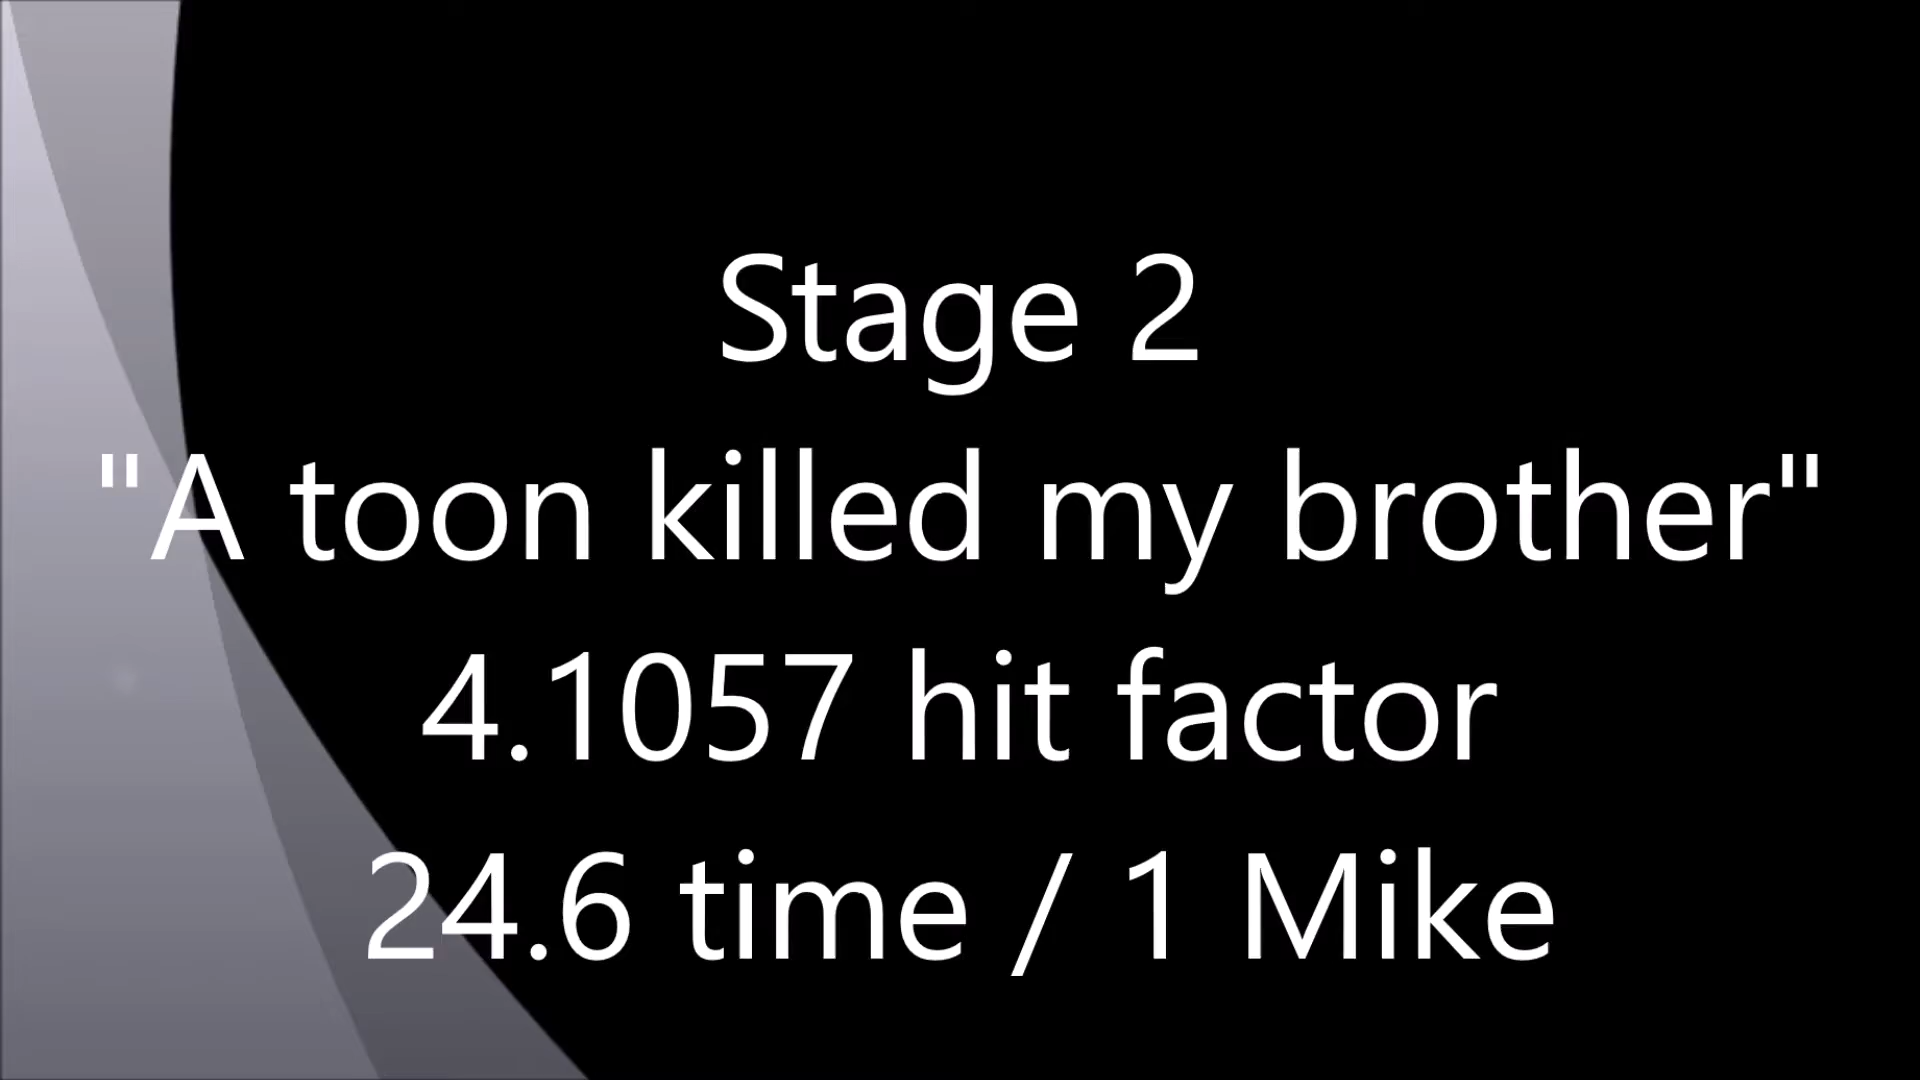 Stage 2
"A toon killed my brother"
4.1057 hit factor
24.6 time / 1 Mike